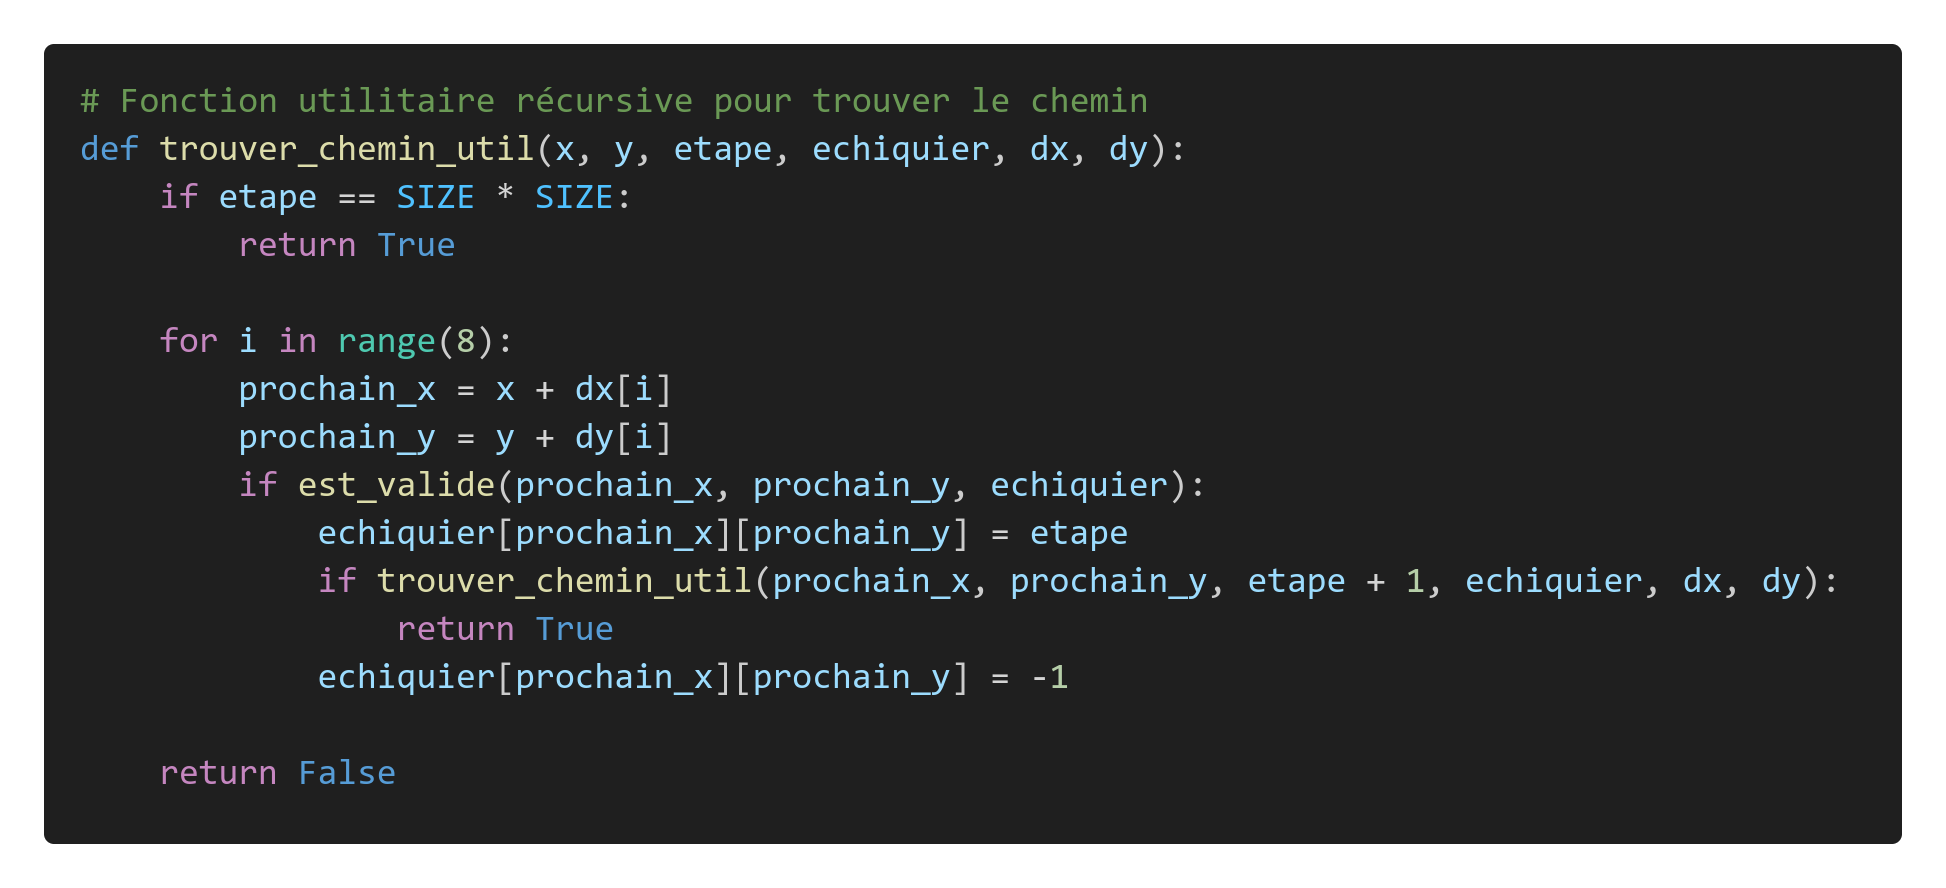 # Fonction utilitaire récursive pour trouver le chemin
def trouver_chemin_util(x, y, etape, echiquier, dx, dy):
    if etape == SIZE * SIZE:
        return True

    for i in range(8):
        prochain_x = x + dx[i]
        prochain_y = y + dy[i]
        if est_valide(prochain_x, prochain_y, echiquier):
            echiquier[prochain_x][prochain_y] = etape
            if trouver_chemin_util(prochain_x, prochain_y, etape + 1, echiquier, dx, dy):
                return True
            echiquier[prochain_x][prochain_y] = -1

    return False